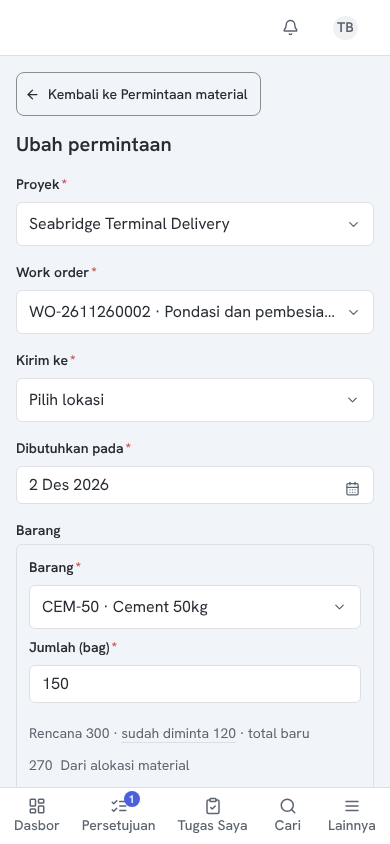 TB
Kembali ke Permintaan material
Ubah permintaan
Proyek*
Seabridge Terminal Delivery
Work order*
WO-2611260002 · Pondasi dan pembesia...
Kirim ke*
Pilih lokasi
Dibutuhkan pada*
2 Des 2026
Barang
Barang*
CEM-50 · Cement 50kg
Jumlah (bag)*
150
Rencana 300 · sudah diminta 120 · total baru
270 Dari alokasi material
1
Dasbor Persetujuan Tugas Saya Cari Lainnya